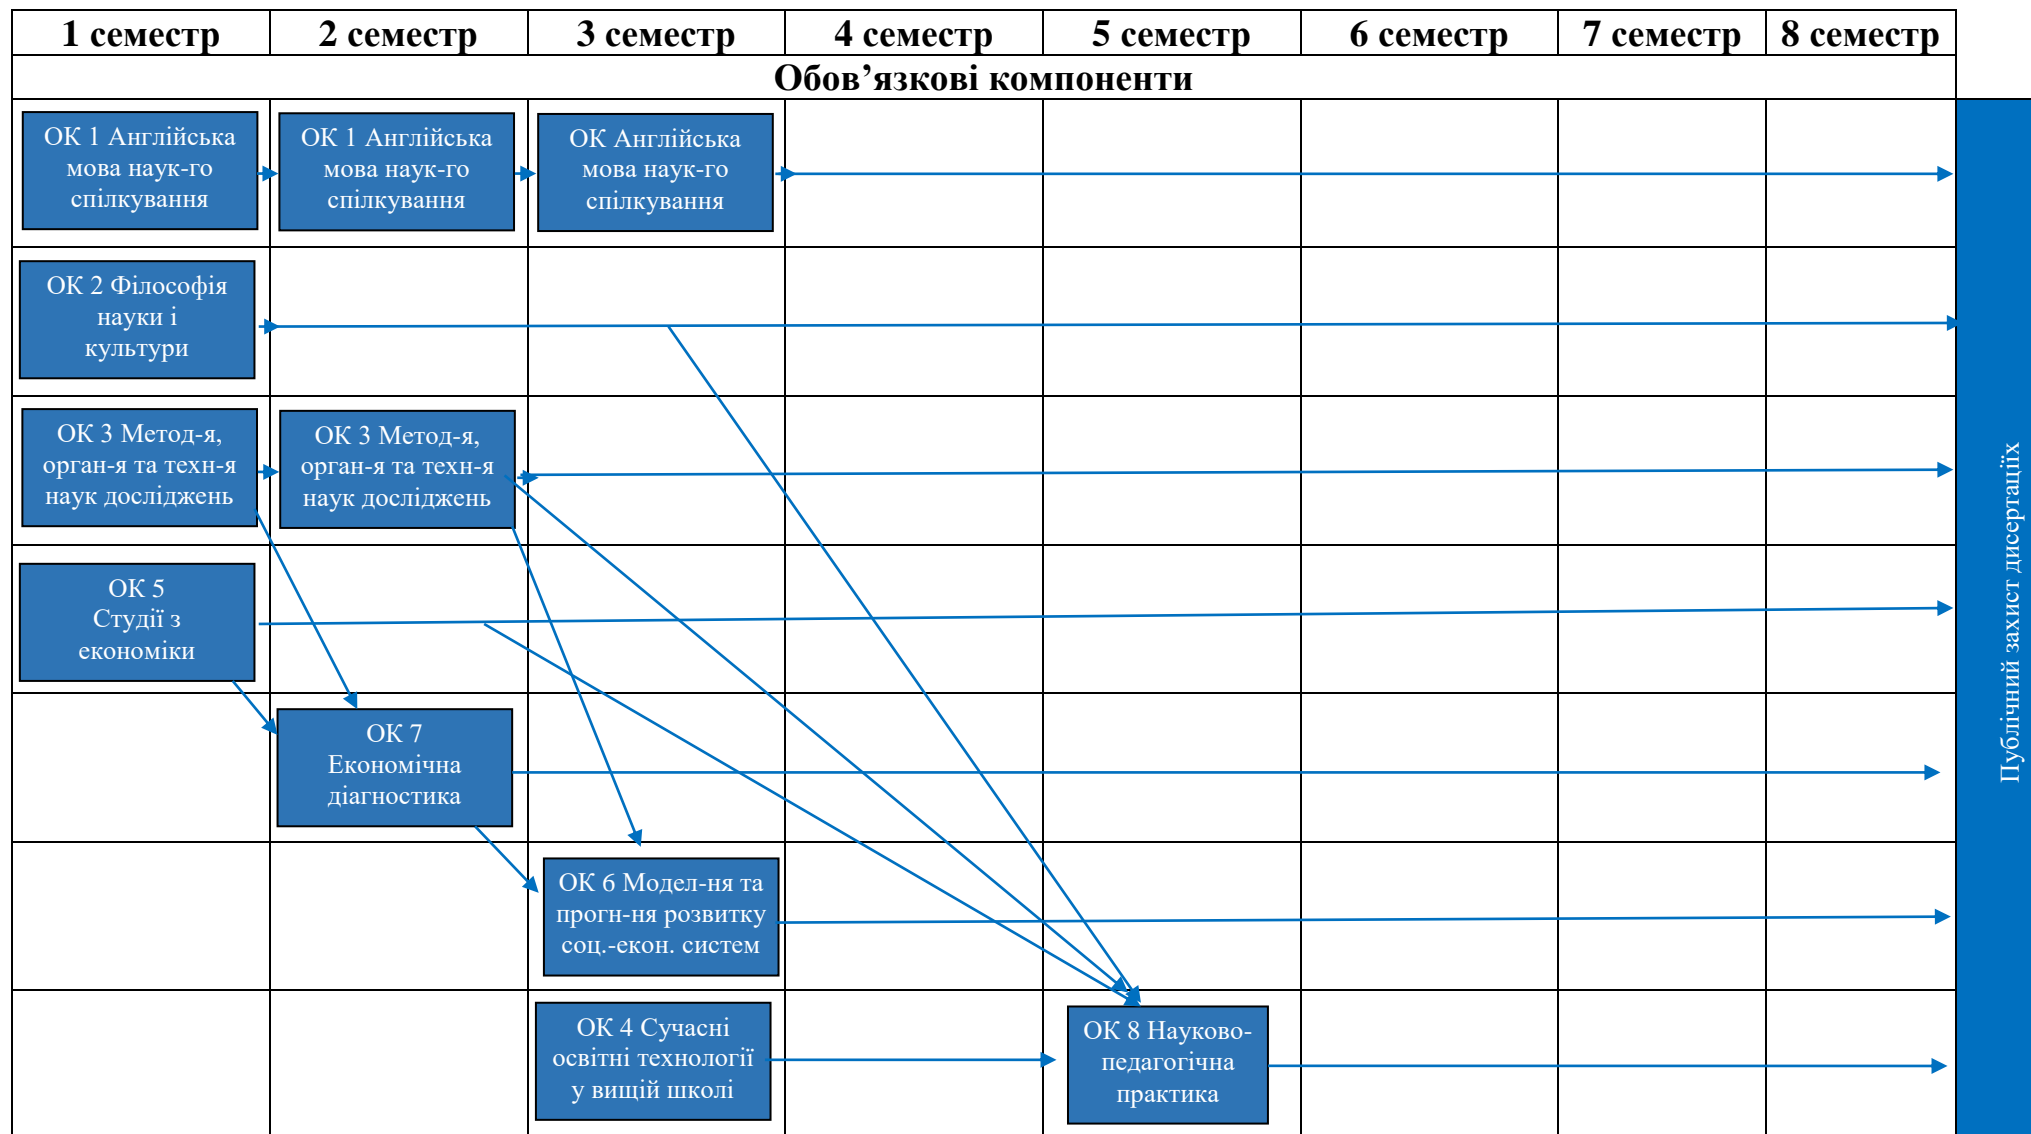 1 семестр 2 семестр 3 семестр 4 семестр 5 семестр 6 семестр 7 семестр 8 семестр
Обов’язкові компоненти
ОК 1 Англійська
мова наук-го
спілкування
ОК 1 Англійська
мова наук-го
спілкування
ОК Англійська
мова наук-го
спілкування
ОК 2 Філософія
науки і
культури
ОК 3 Метод-я,
орган-я та техн-я
наук досліджень
ОК 3 Метод-я,
орган-я та техн-я
наук досліджень
ОК 5
Студії з
економіки
ОК 7
Економічна
діагностика
ОК 6 Модел-ня та
прогн-ня розвитку
соц.-екон. систем
ОК 4 Сучасні
освітні технології
у вищій школі
ОК 8 Науково-
педагогічна
практика
Публічний захист дисертаціїх